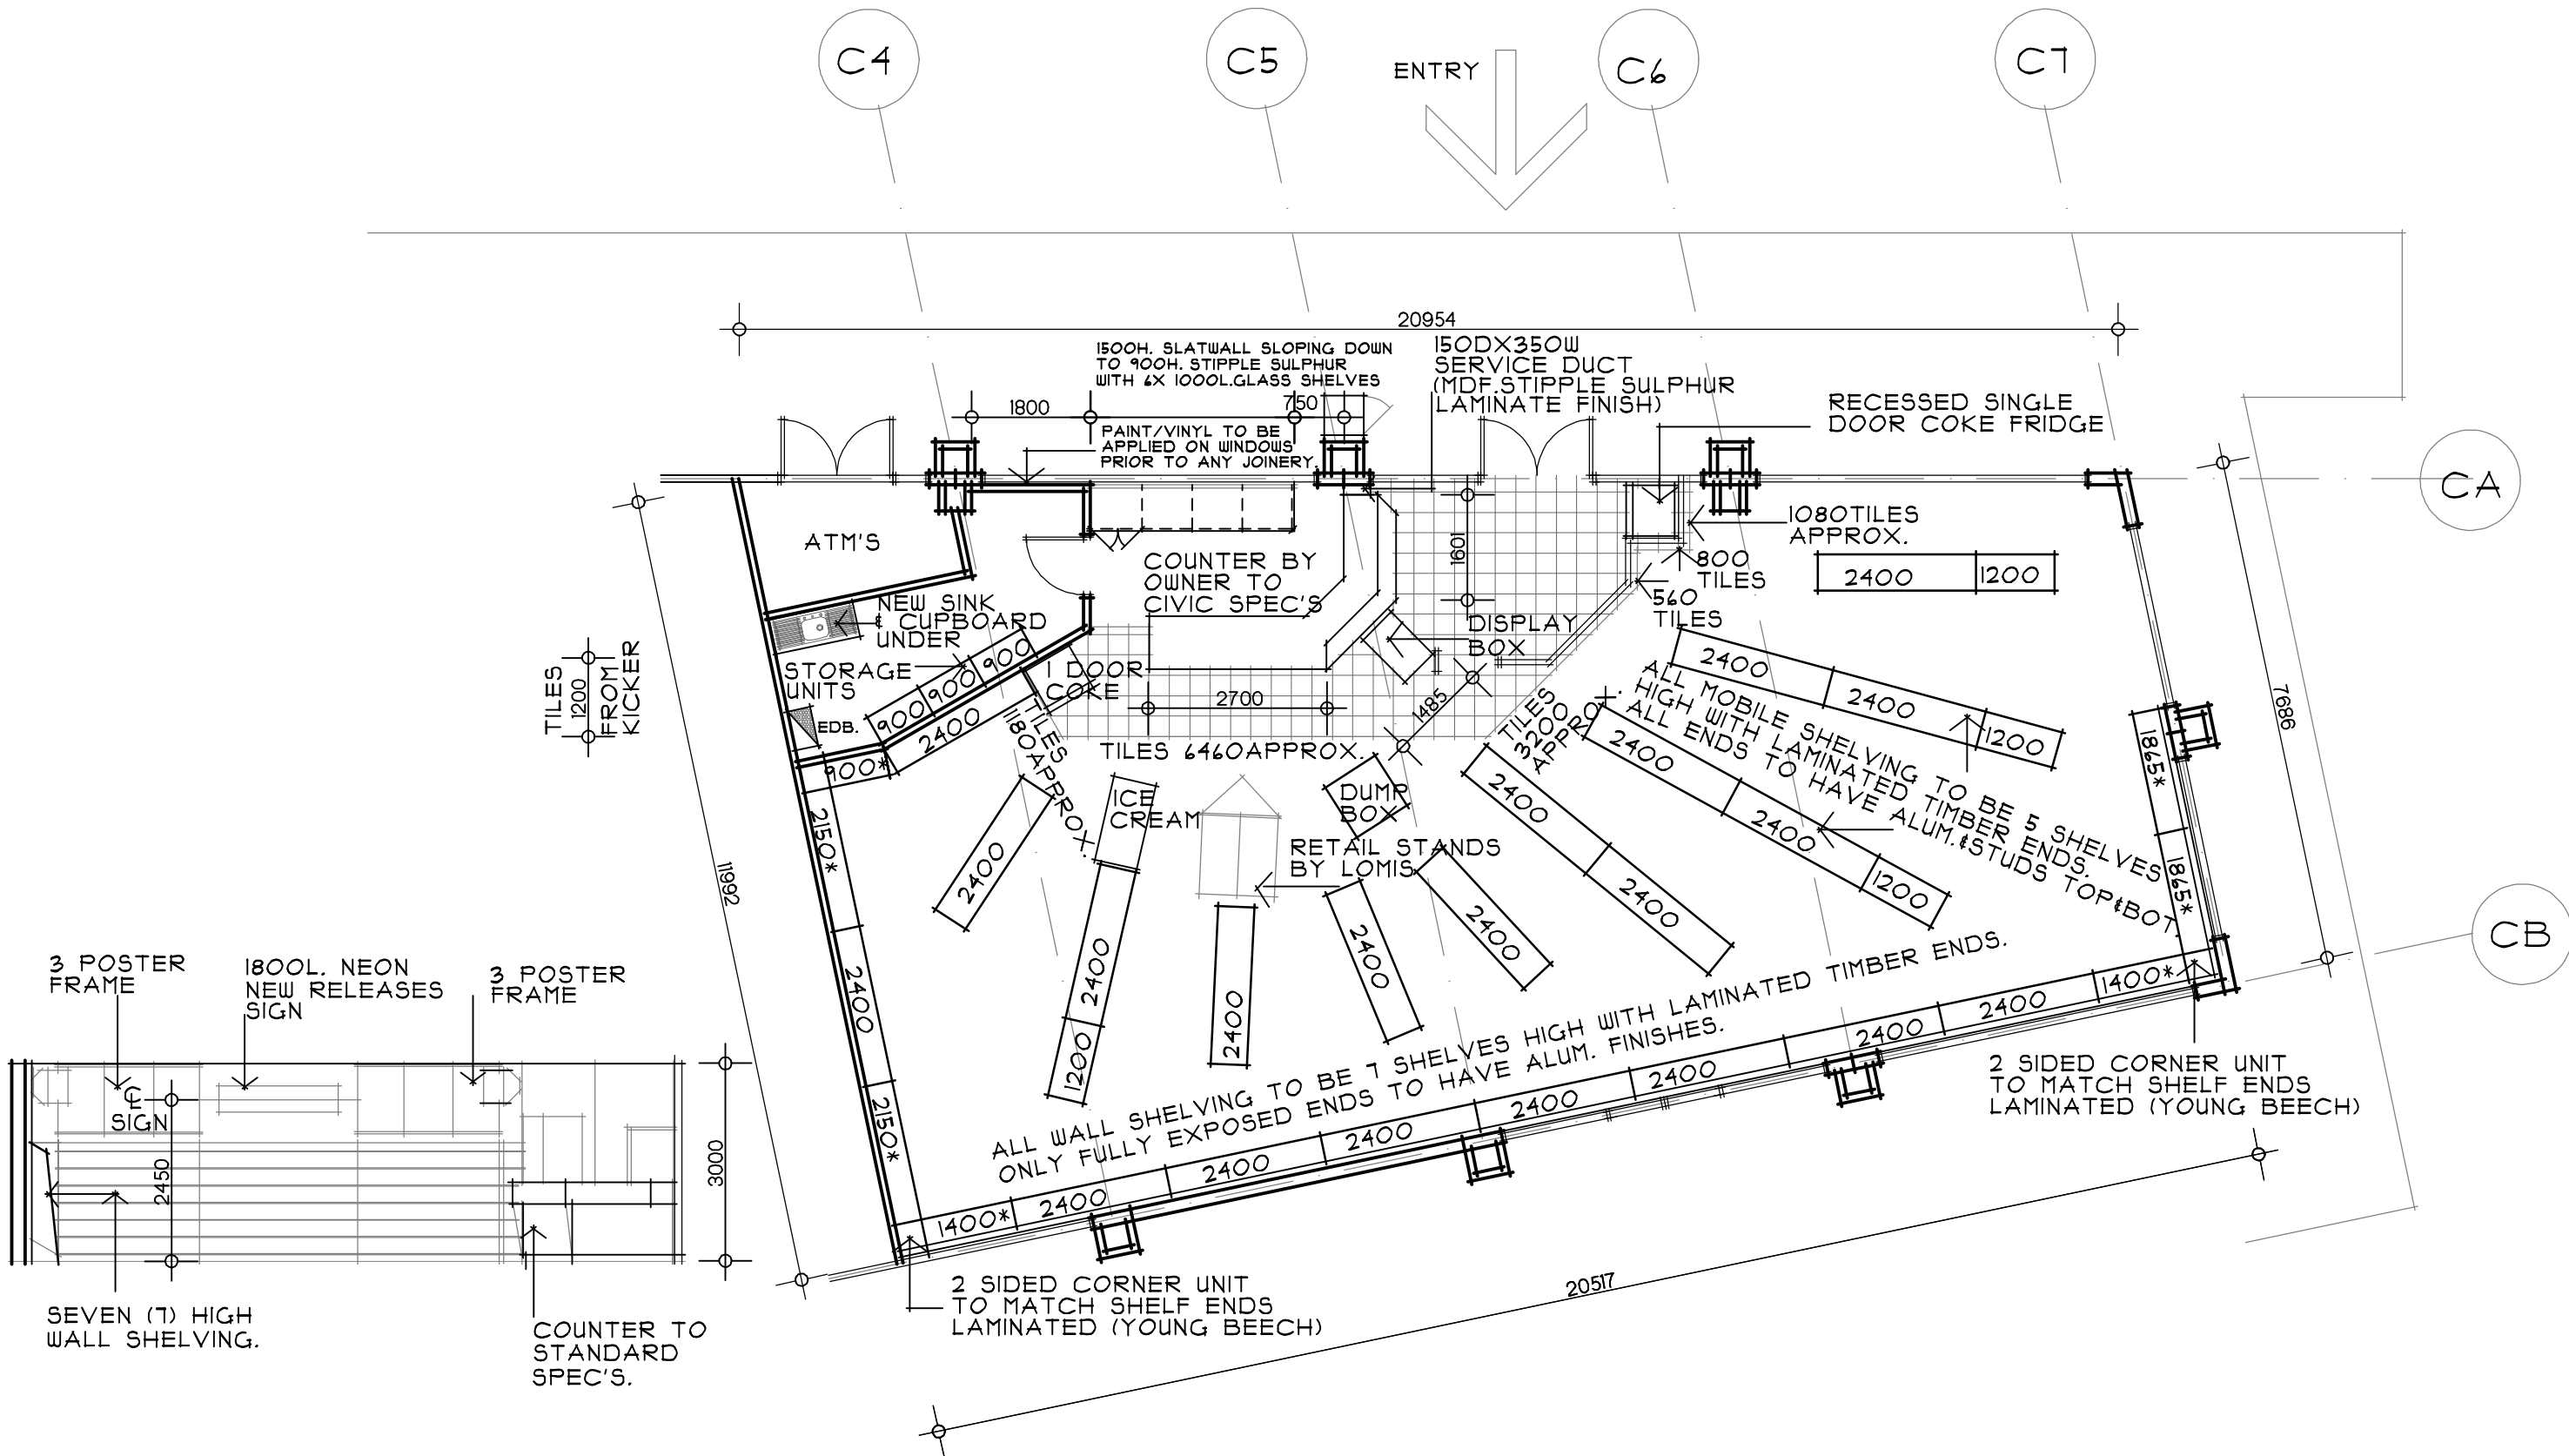 C4
C5
ENTRY
C6
C7
20954
1500H. SLATWALL SLOPING DOWN
TO 900H. STIPPLE SULPHUR
WITH 6X 1000L.GLASS SHELVES
150DX350W
SERVICE DUCT
(MDF.STIPPLE SULPHUR
LAMINATE FINISH)
1800
750
RECESSED SINGLE
DOOR COKE FRIDGE
PAINT/VINYL TO BE
APPLIED ON WINDOWS
PRIOR TO ANY JOINERY.
CA
ATM'S
1601
1080TILES
APPROX.
COUNTER BY
OWNER TO
CIVIC SPEC'S
800
TILES
2400
1200
560
TILES
NEW SINK
& CUPBOARD
UNDER
DISPLAY
BOX
STORAGE
UNITS
900
900
900
1 DOOR
COKE
2400
EDB.
900*
TILES
1200
FROM
KICKER
2700
1485
TILES 6460APPROX.
TILES
1180APPROX.
TILES
3200
APPROX.
2400
2400
1200
ALL MOBILE SHELVING TO BE 5 SHELVES
HIGH WITH LAMINATED TIMBER ENDS.
ALL ENDS TO HAVE ALUM.&STUDS TOP&BOT.
2400
2400
1200
7686
1865*
1865*
11992
2150*
2400
2150*
2400
ICE
CREAM
2400
1200
DUMP
BOX
RETAIL STANDS
BY LOMIS
2400
2400
2400
2400
2400
CB
ALL WALL SHELVING TO BE 7 SHELVES HIGH WITH LAMINATED TIMBER ENDS.
ONLY FULLY EXPOSED ENDS TO HAVE ALUM. FINISHES.
1400*
2400
2400
2400
2400
2400
2400
2400
1400*
2 SIDED CORNER UNIT
TO MATCH SHELF ENDS
LAMINATED (YOUNG BEECH)
2 SIDED CORNER UNIT
TO MATCH SHELF ENDS
LAMINATED (YOUNG BEECH)
20517
3 POSTER
FRAME
1800L. NEON
NEW RELEASES
SIGN
3 POSTER
FRAME
CL
SIGN
2450
3000
SEVEN (7) HIGH
WALL SHELVING.
COUNTER TO
STANDARD
SPEC'S.